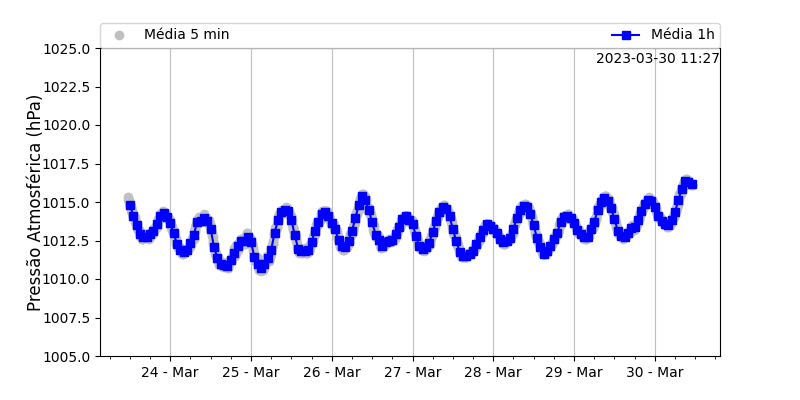 Média 5 min
Média 1h
2023-03-30 11:27
Pressão Atmosférica (hPa)
1025.0
1022.5
1020.0
1017.5
1015.0
1012.5
1010.0
1007.5
1005.0
24 - Mar
25 - Mar
26 - Mar
27 - Mar
28 - Mar
29 - Mar
30 - Mar